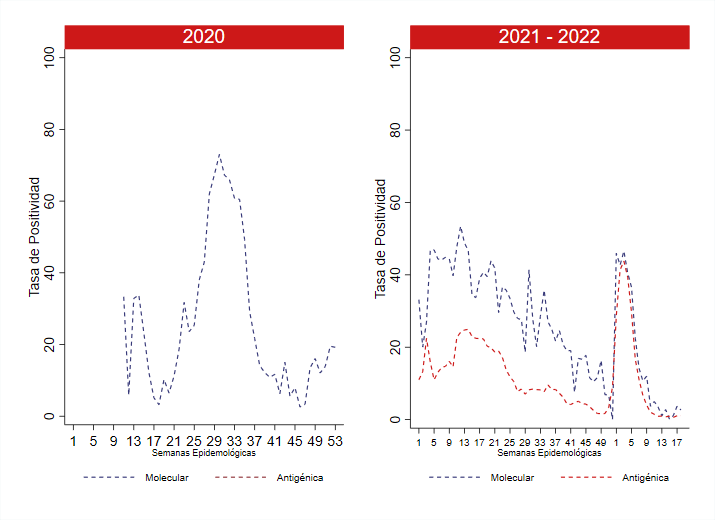 2020
Tasa de Positividad
100
80
60
40
20
0
1 5 9 13 17 21 25 29 33 37 41 45 49 53
Semanas Epidemológicas
Molecular Antigénica
2021 - 2022
Tasa de Positividad
100
80
60
40
20
0
1 5 9 13 17 21 25 29 33 37 41 45 49 1 5 9 13 17
Semanas Epidemológicas
Molecular Antigénica